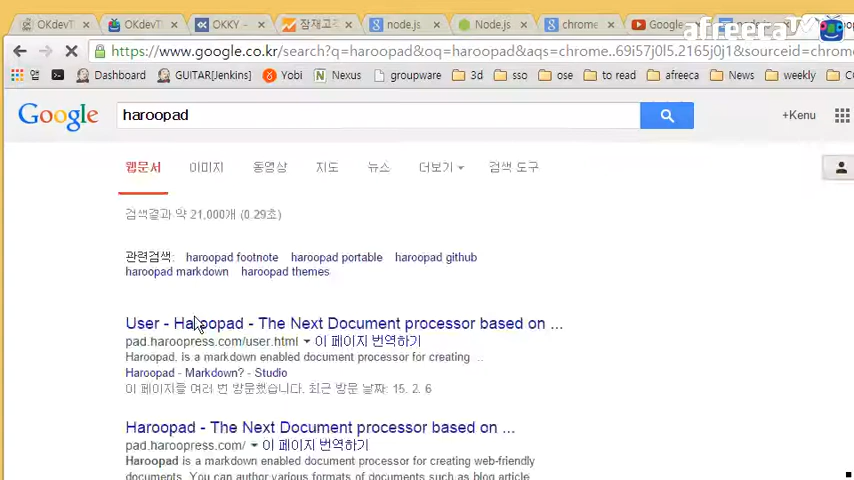 OKdevT OKdevT OKKY - 잠재고객 node.js Node.js chrome Google node.js
afreecaTV
https://www.google.co.kr/search?q=haroopad&oq=haroopad&aqs=chrome..69i57j0l5.2165j0j1&sourceid=chrome
Dashboard GUITAR[Jenkins] Yobi Nexus groupware 3d sso ose to read afreeca News weekly
Google haroopad +Kenu
웹문서 이미지 동영상 지도 뉴스 더보기 검색 도구
검색결과 약 21,000개 (0.29초)
관련검색: haroopad footnote haroopad portable haroopad github
haroopad markdown haroopad themes
User - Haroopad - The Next Document processor based on ...
pad.haroopress.com/user.html 이 페이지 번역하기
Haroopad, is a markdown enabled document processor for creating ...
Haroopad - Markdown? - Studio
이 페이지를 여러 번 방문했습니다. 최근 방문 날짜: 15. 2. 6
Haroopad - The Next Document processor based on ...
pad.haroopress.com/ 이 페이지 번역하기
Haroopad is a markdown enabled document processor for creating web-friendly
documents. You can author various formats of documents such as blog article